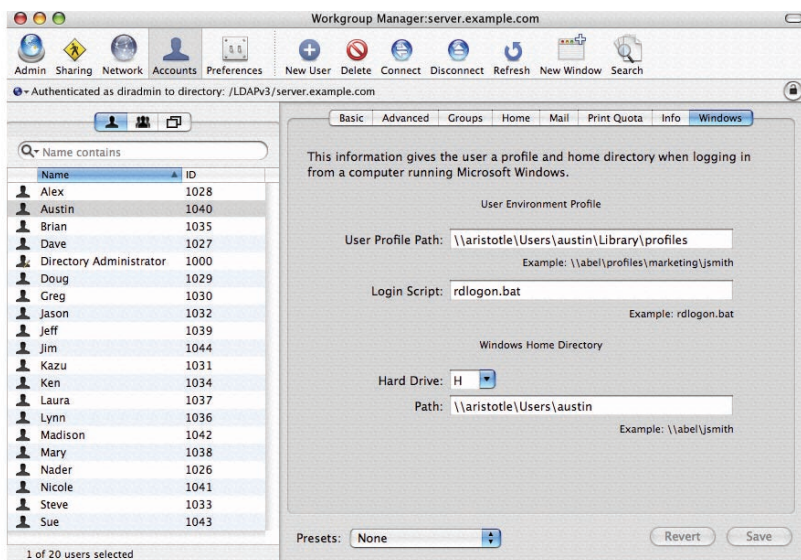 Workgroup Manager:server.example.com
Admin Sharing Network Accounts Preferences New User Delete Connect Disconnect Refresh New Window Search
Authenticated as diradmin to directory: /LDAPv3/server.example.com
Name contains
Name ID
Alex 1028
Austin 1040
Brian 1035
Dave 1027
Directory Administrator 1000
Doug 1029
Greg 1030
Jason 1032
Jeff 1039
Jim 1044
Kazu 1031
Ken 1034
Laura 1037
Lynn 1036
Madison 1042
Mary 1038
Nader 1026
Nicole 1041
Steve 1033
Sue 1043
1 of 20 users selected
Basic Advanced Groups Home Mail Print Quota Info Windows
This information gives the user a profile and home directory when logging in
from a computer running Microsoft Windows.
User Environment Profile
User Profile Path: \\aristotle\Users\austin\Library\profiles
Example: \\abel\profiles\marketing\jsmith
Login Script: rdlogon.bat
Example: rdlogon.bat
Windows Home Directory
Hard Drive: H
Path: \\aristotle\Users\austin
Example: \\abel\jsmith
Presets: None Revert Save